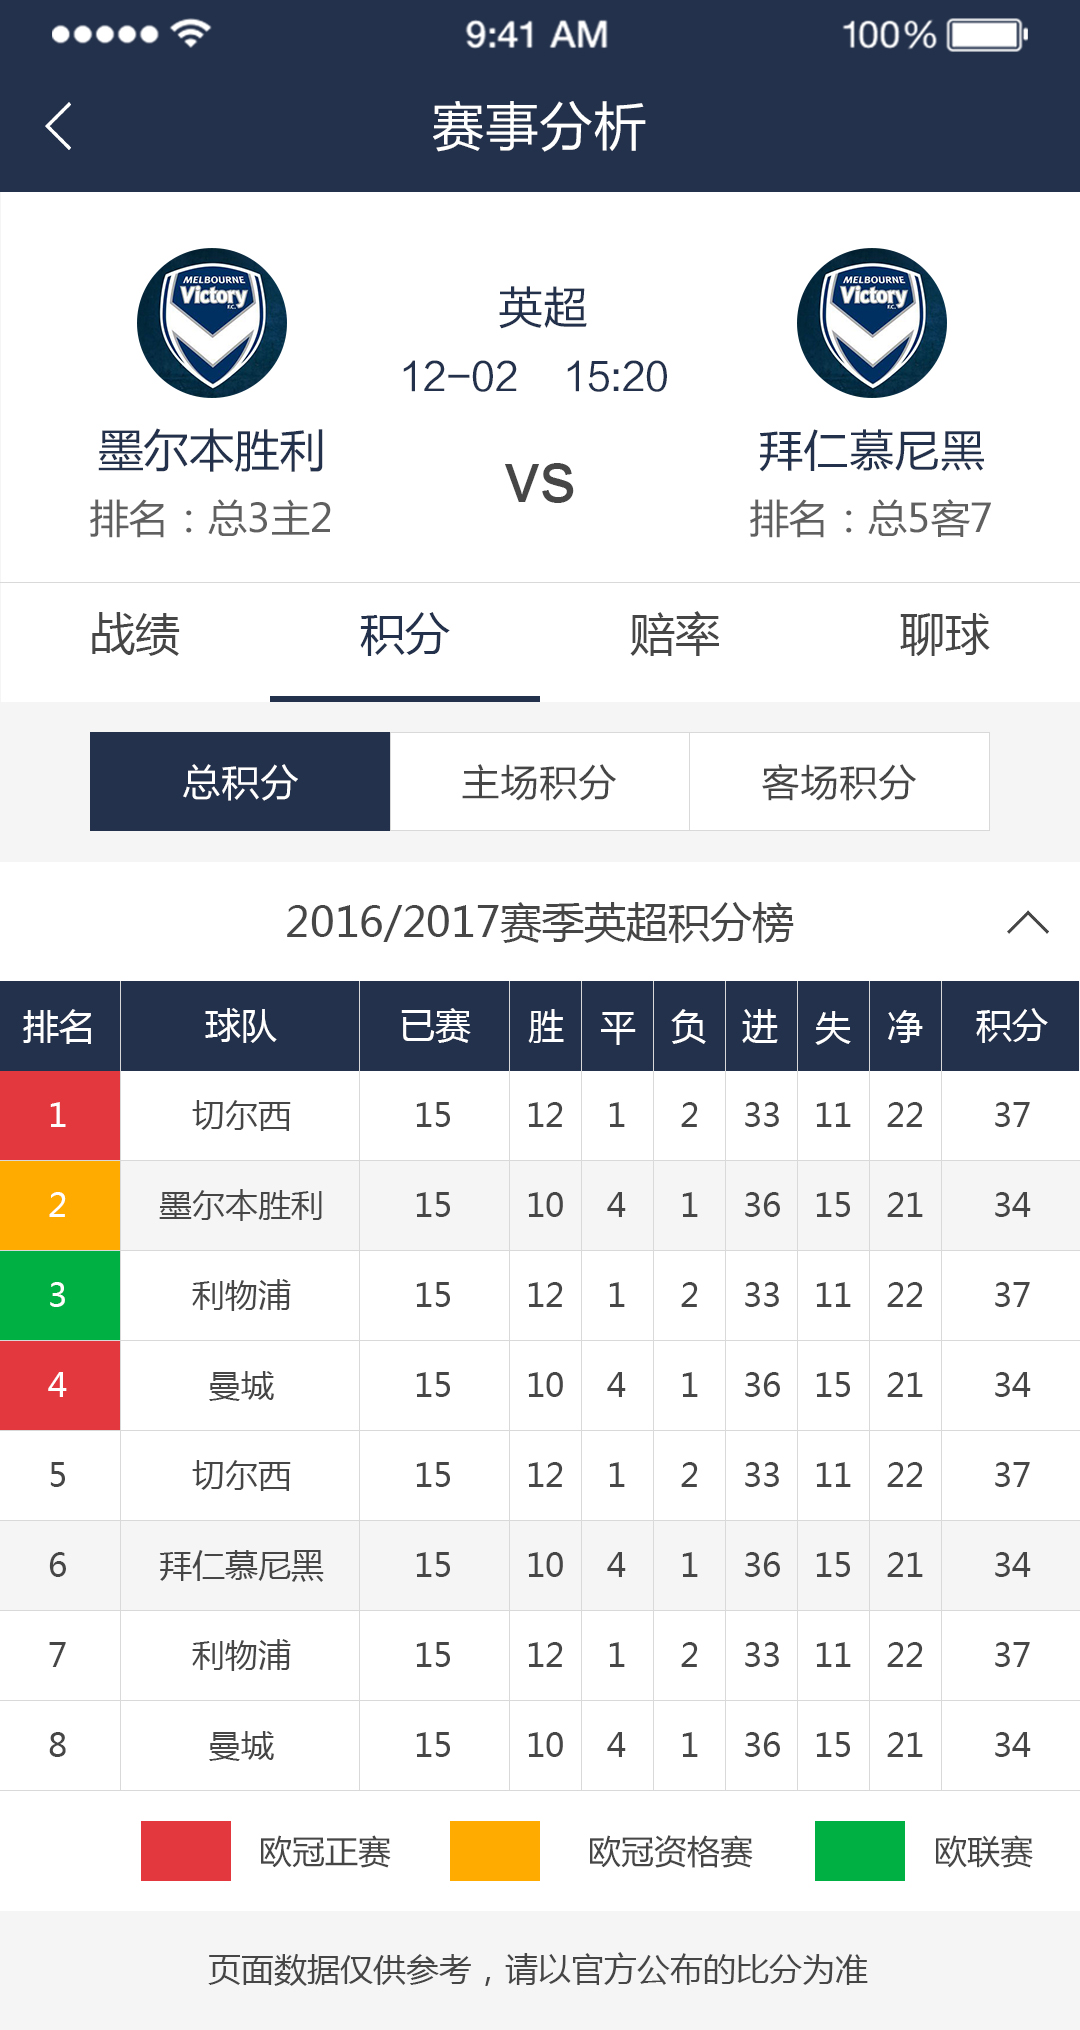 9:41 AM 100%
赛事分析
MELBOURNE
Victory
F.C.
MELBOURNE
Victory
F.C.
英超
12-02 15:20
墨尔本胜利 VS 拜仁慕尼黑
排名：总3主2 排名：总5客7
战绩 积分 赔率 聊球
总积分 主场积分 客场积分
2016/2017赛季英超积分榜
排名 球队 已赛 胜 平 负 进 失 净 积分
1 切尔西 15 12 1 2 33 11 22 37
2 墨尔本胜利 15 10 4 1 36 15 21 34
3 利物浦 15 12 1 2 33 11 22 37
4 曼城 15 10 4 1 36 15 21 34
5 切尔西 15 12 1 2 33 11 22 37
6 拜仁慕尼黑 15 10 4 1 36 15 21 34
7 利物浦 15 12 1 2 33 11 22 37
8 曼城 15 10 4 1 36 15 21 34
欧冠正赛 欧冠资格赛 欧联赛
页面数据仅供参考，请以官方公布的比分为准